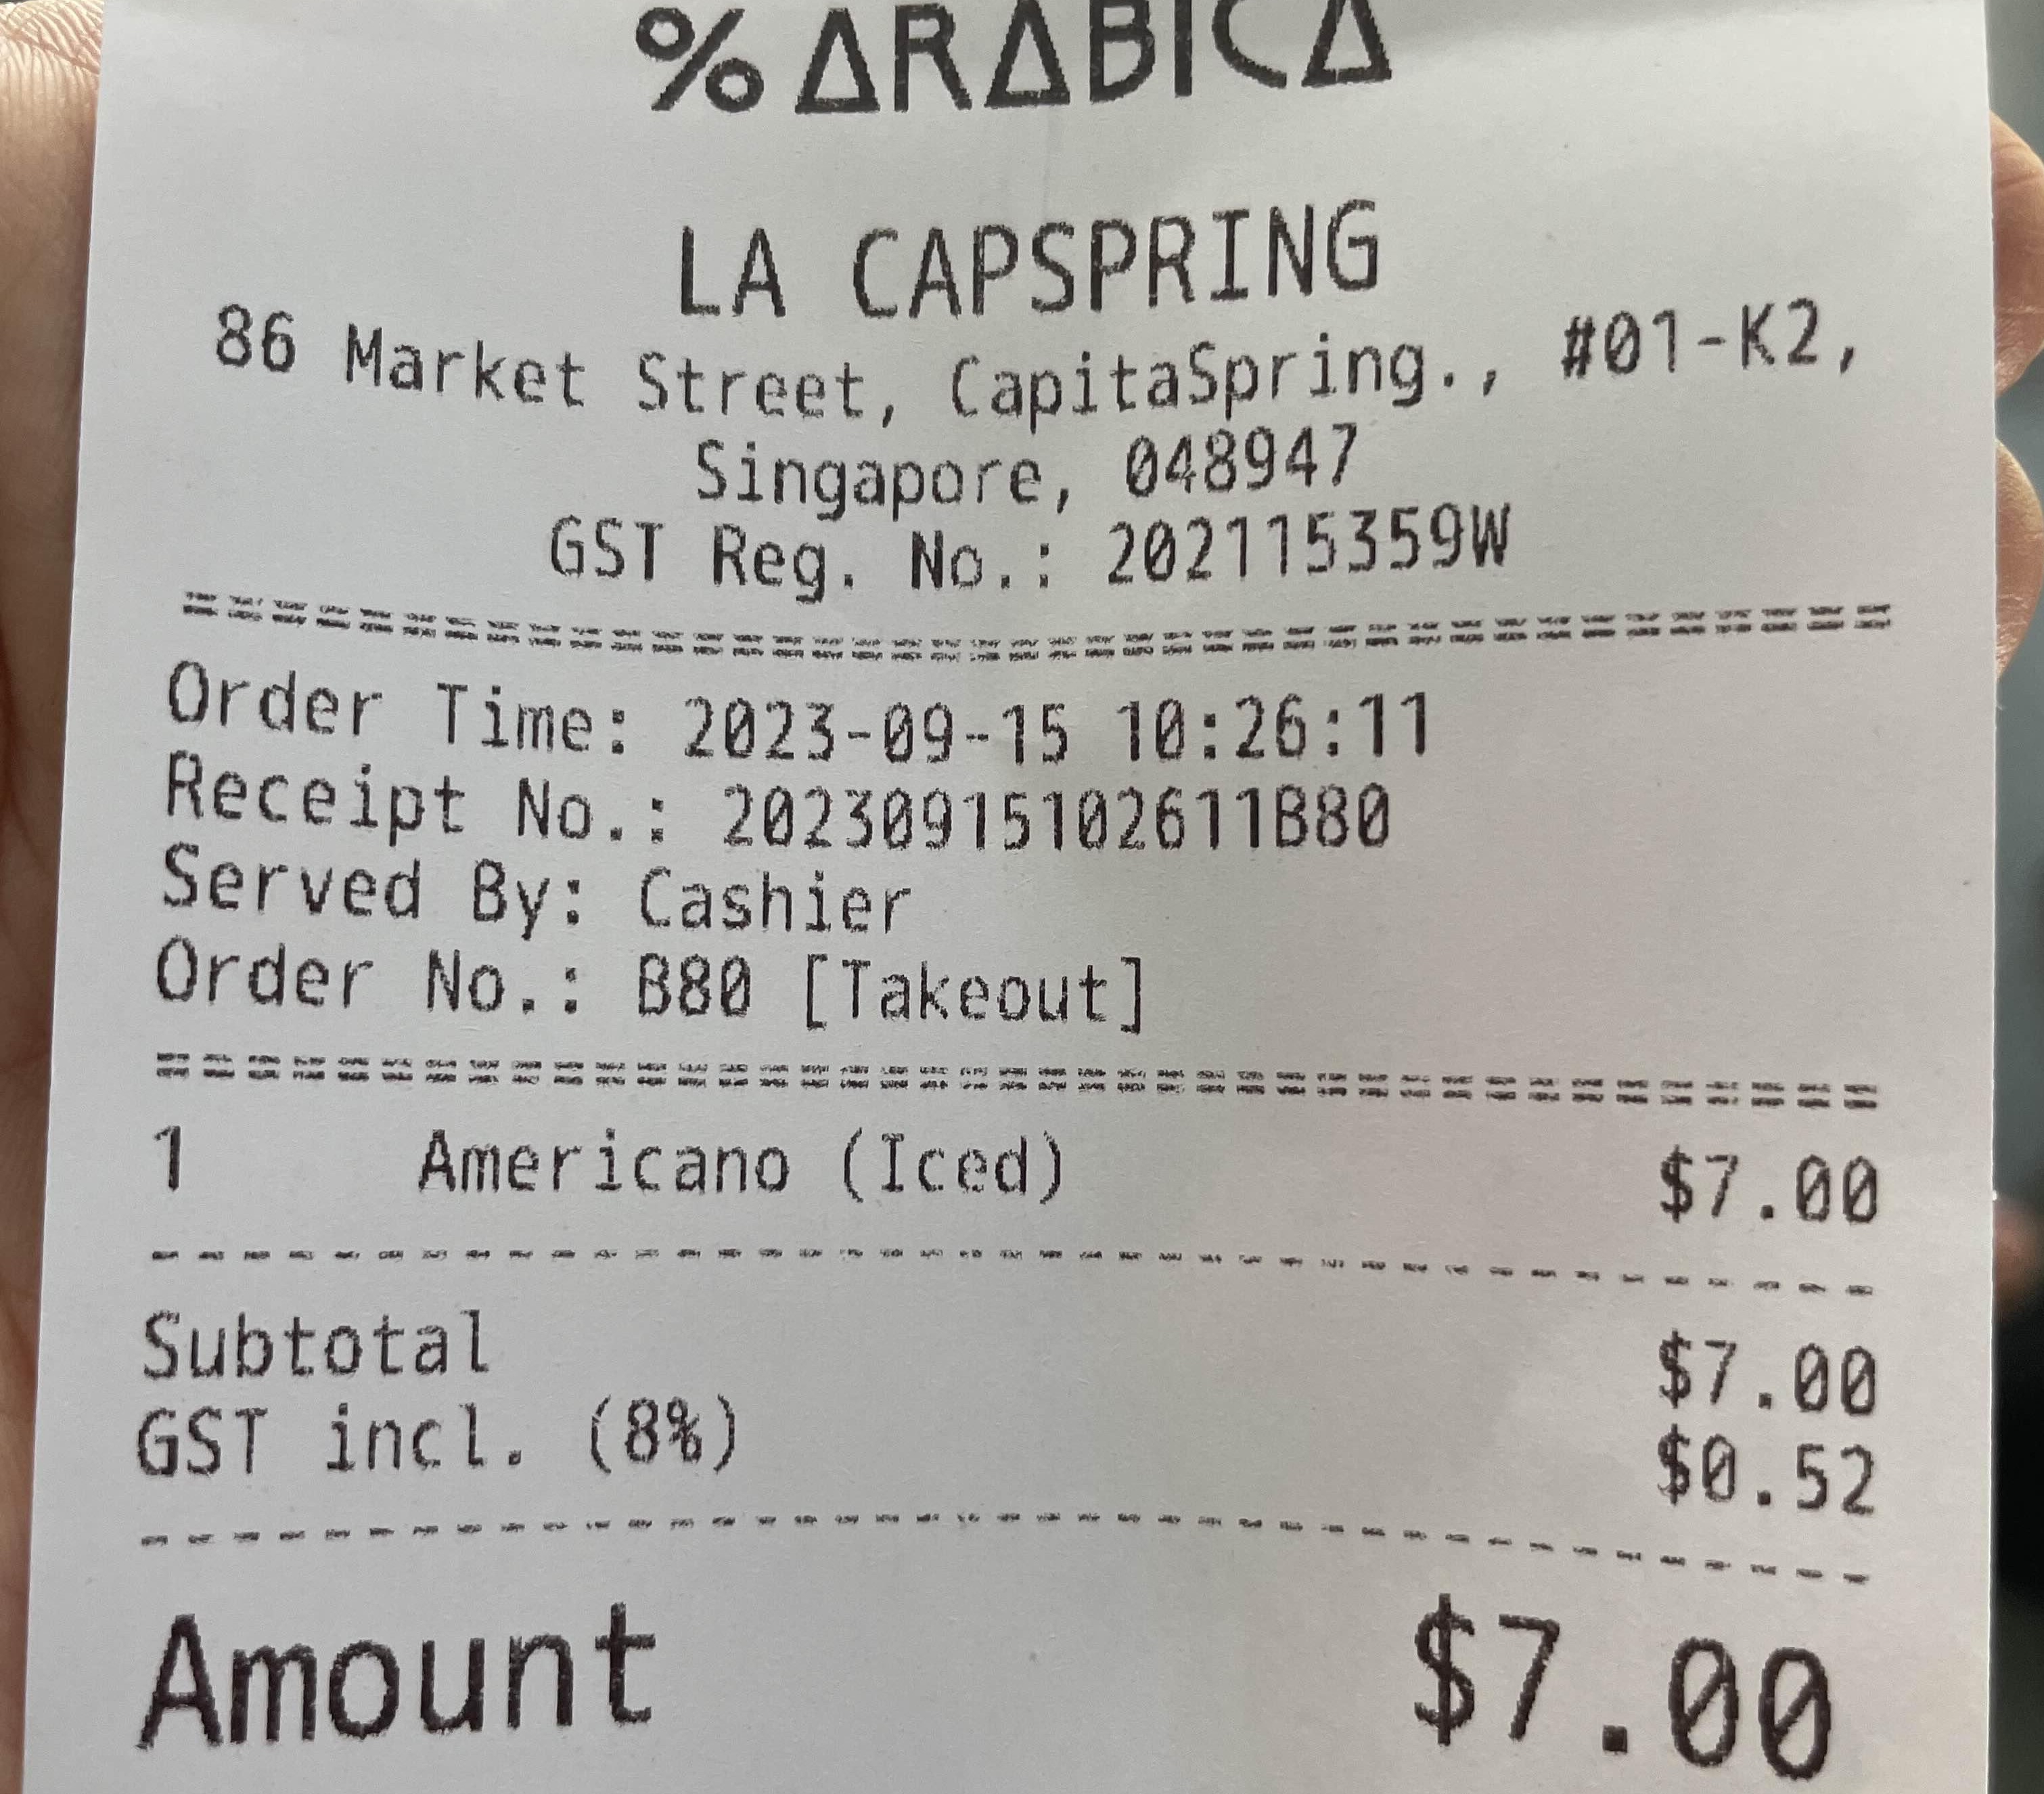 % ARABICA
LA CAPSPRING
86 Market Street, CapitaSpring., #01-K2,
Singapore, 048947
GST Reg. No.: 202115359W
========================================
Order Time: 2023-09-15 10:26:11
Receipt No.: 20230915102611B80
Served By: Cashier
Order No.: B80 [Takeout]
========================================
1 Americano (Iced) $7.00
----------------------------------------
Subtotal $7.00
GST incl. (8%) $0.52
----------------------------------------
Amount $7.00